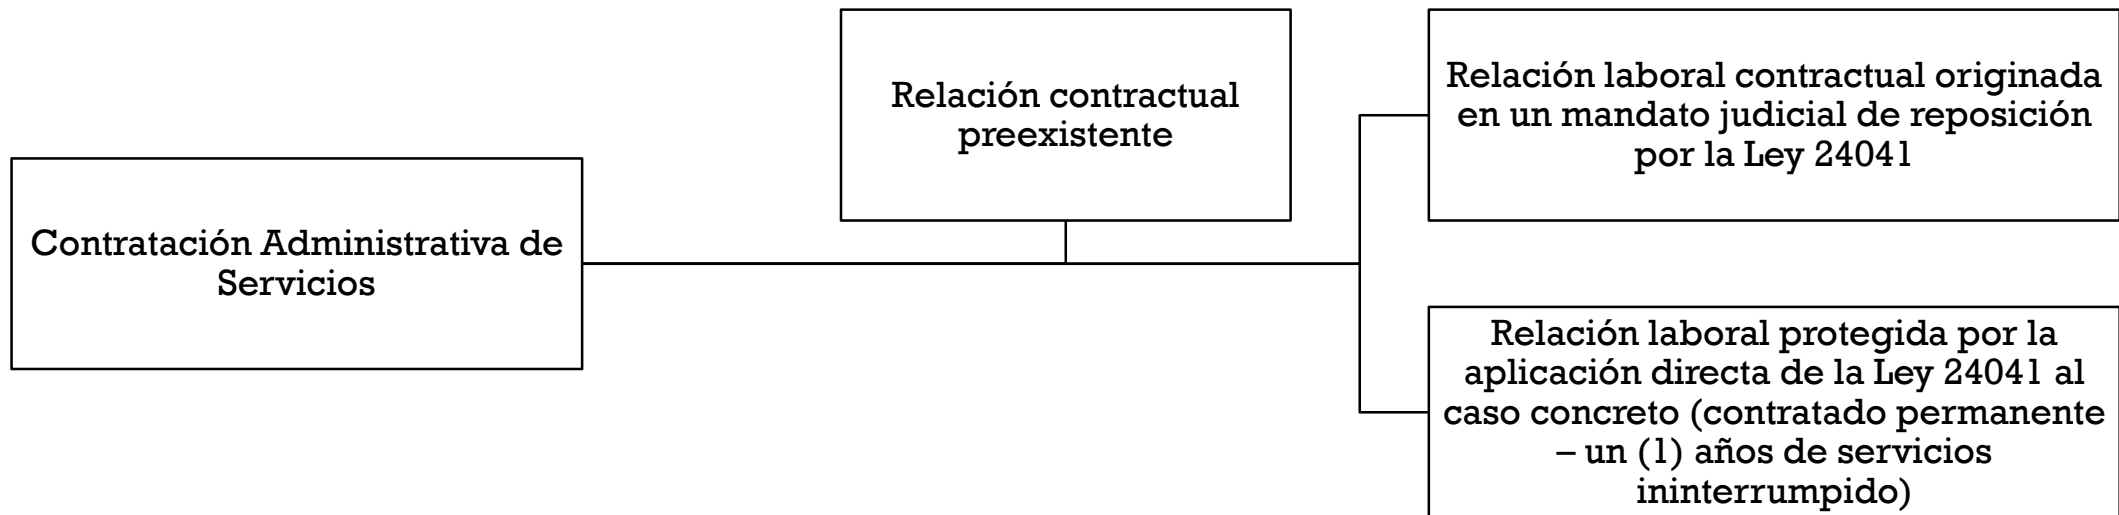 Contratación Administrativa de
Servicios
Relación contractual
preexistente
Relación laboral contractual originada
en un mandato judicial de reposición
por la Ley 24041
Relación laboral protegida por la
aplicación directa de la Ley 24041 al
caso concreto (contratado permanente
– un (1) años de servicios
ininterrumpido)